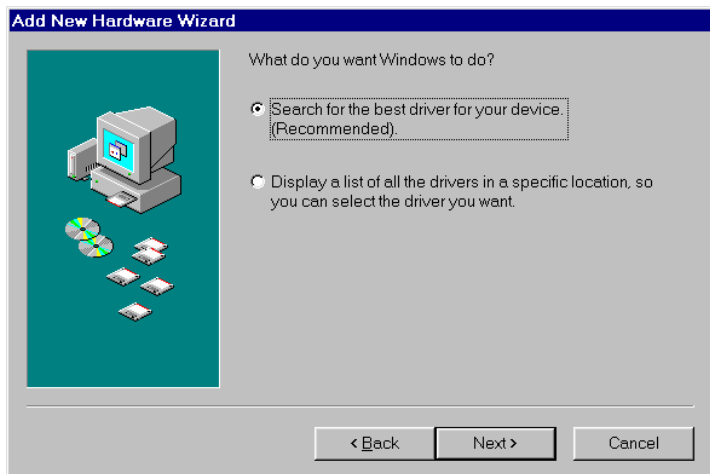 Add New Hardware Wizard
What do you want Windows to do?
Search for the best driver for your device.
(Recommended).
Display a list of all the drivers in a specific location, so
you can select the driver you want.
< Back
Next >
Cancel